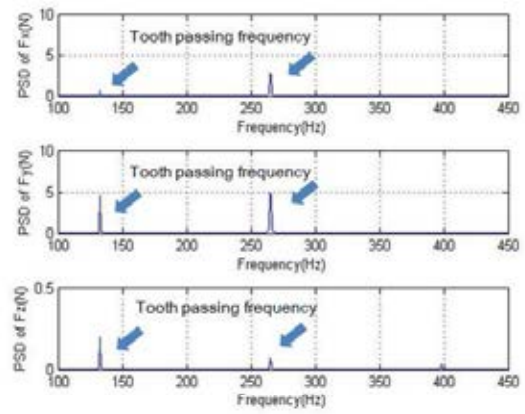 10
Tooth passing frequency
5
PSD of Fx(N)
0
100 150 200 250 300 350 400 450
Frequency(Hz)
10
Tooth passing frequency
5
PSD of Fy(N)
0
100 150 200 250 300 350 400 450
Frequency(Hz)
0.5
Tooth passing frequency
PSD of Fz(N)
0
100 150 200 250 300 350 400 450
Frequency(Hz)